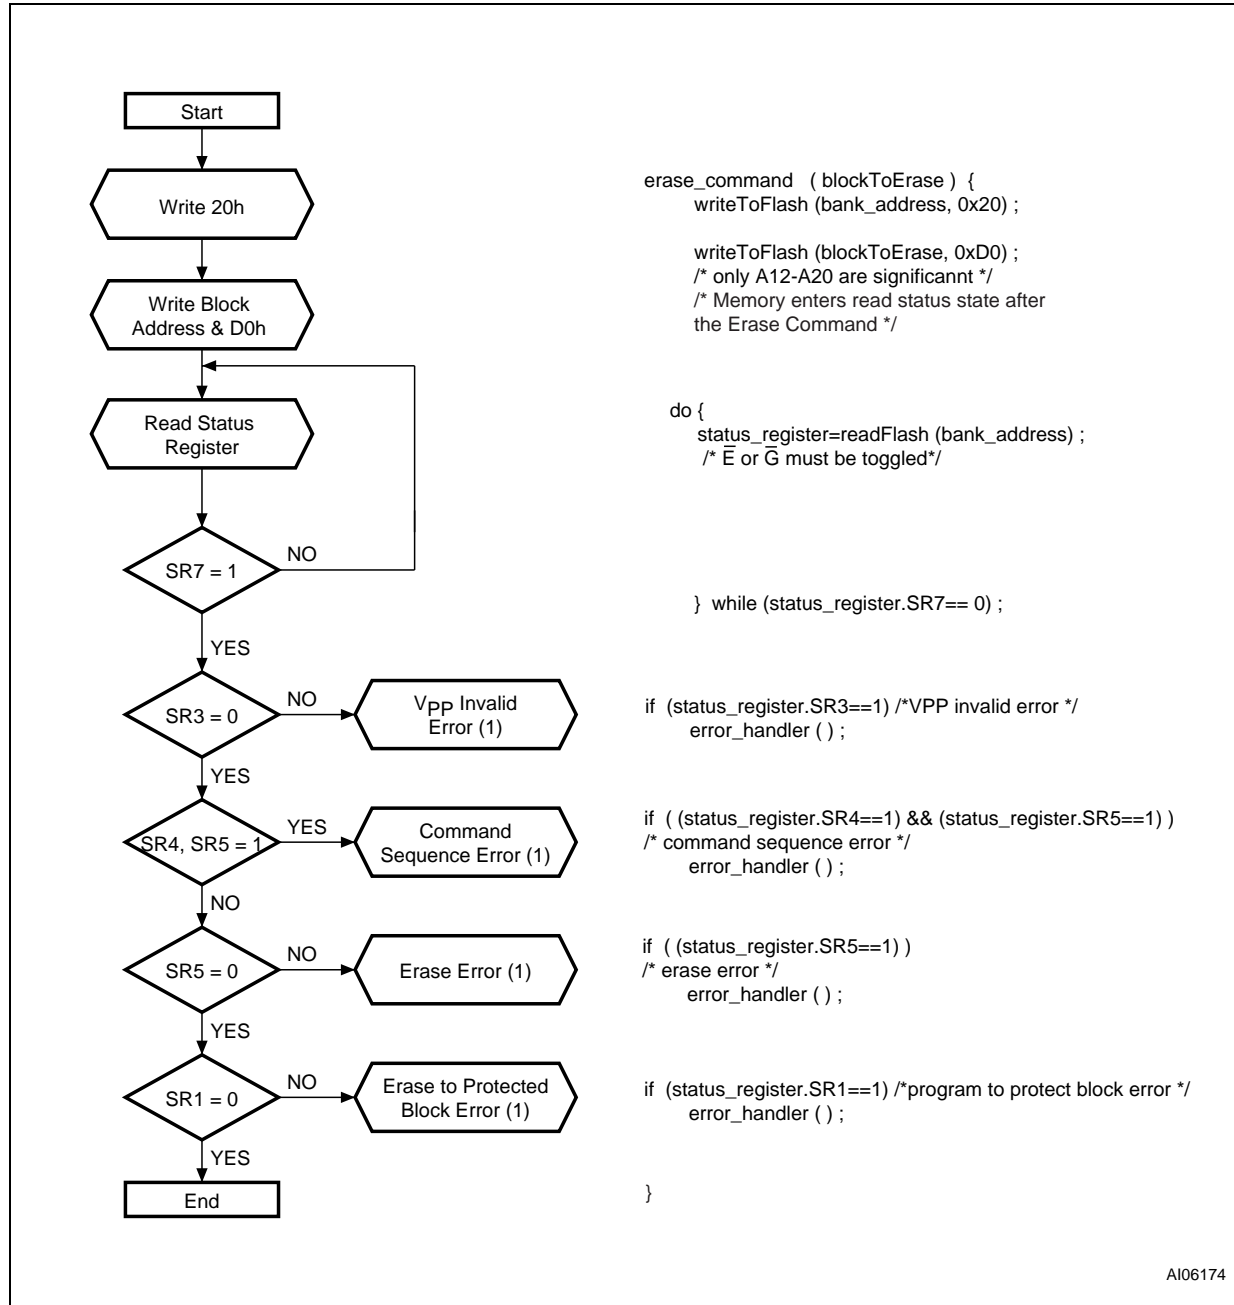 Start
Write 20h
Write Block
Address & D0h
Read Status
Register
SR7 = 1
NO
YES
SR3 = 0
NO
VPP Invalid
Error (1)
YES
SR4, SR5 = 1
YES
Command
Sequence Error (1)
NO
SR5 = 0
NO
Erase Error (1)
YES
SR1 = 0
NO
Erase to Protected
Block Error (1)
YES
End
erase_command ( blockToErase ) {
writeToFlash (bank_address, 0x20) ;
writeToFlash (blockToErase, 0xD0) ;
/* only A12-A20 are significannt */
/* Memory enters read status state after
the Erase Command */
do {
status_register=readFlash (bank_address) ;
/* E̅ or G̅ must be toggled*/
} while (status_register.SR7== 0) ;
if (status_register.SR3==1) /*VPP invalid error */
error_handler ( ) ;
if ( (status_register.SR4==1) && (status_register.SR5==1) )
/* command sequence error */
error_handler ( ) ;
if ( (status_register.SR5==1) )
/* erase error */
error_handler ( ) ;
if (status_register.SR1==1) /*program to protect block error */
error_handler ( ) ;
}
AI06174